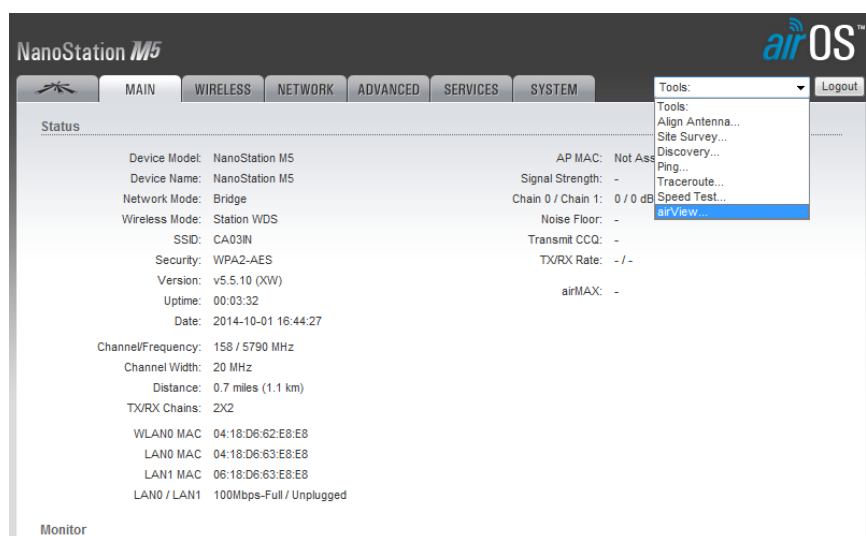 NanoStation M5
airOS™
MAIN WIRELESS NETWORK ADVANCED SERVICES SYSTEM
Tools: Logout
Tools:
Align Antenna...
Site Survey...
Discovery...
Ping...
Traceroute...
Speed Test...
airView...
Status
Device Model: NanoStation M5
Device Name: NanoStation M5
Network Mode: Bridge
Wireless Mode: Station WDS
SSID: CA03IN
Security: WPA2-AES
Version: v5.5.10 (XW)
Uptime: 00:03:32
Date: 2014-10-01 16:44:27
Channel/Frequency: 158 / 5790 MHz
Channel Width: 20 MHz
Distance: 0.7 miles (1.1 km)
TX/RX Chains: 2X2
WLAN0 MAC 04:18:D6:62:E8:E8
LAN0 MAC 04:18:D6:63:E8:E8
LAN1 MAC 06:18:D6:63:E8:E8
LAN0 / LAN1 100Mbps-Full / Unplugged
AP MAC: Not Ass
Signal Strength: -
Chain 0 / Chain 1: 0 / 0 dB
Noise Floor: -
Transmit CCQ: -
TX/RX Rate: - / -
airMAX: -
Monitor